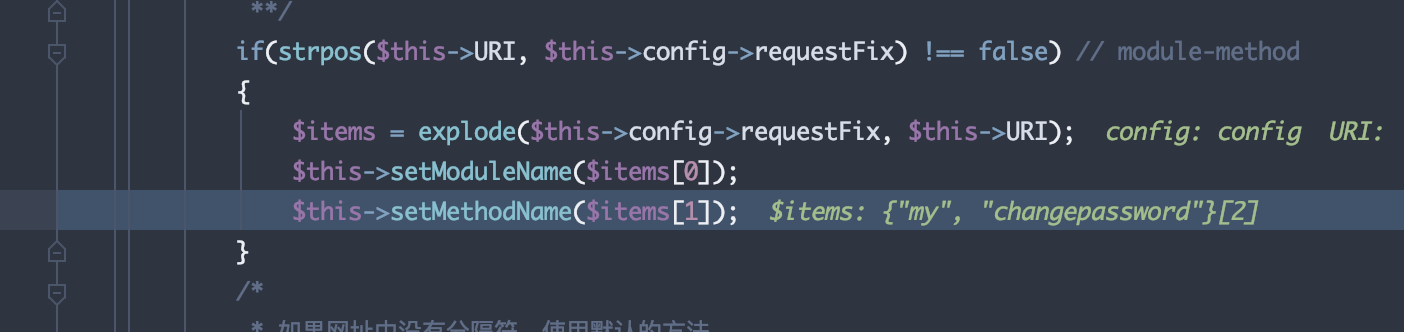 **/
if(strpos($this->URI, $this->config->requestFix) !== false) // module-method
{
$items = explode($this->config->requestFix, $this->URI);  config: config  URI:
$this->setModuleName($items[0]);
$this->setMethodName($items[1]);  $items: {"my", "changepassword"}[2]
}
/*
* 如果网址中没有分隔符，使用默认的方法